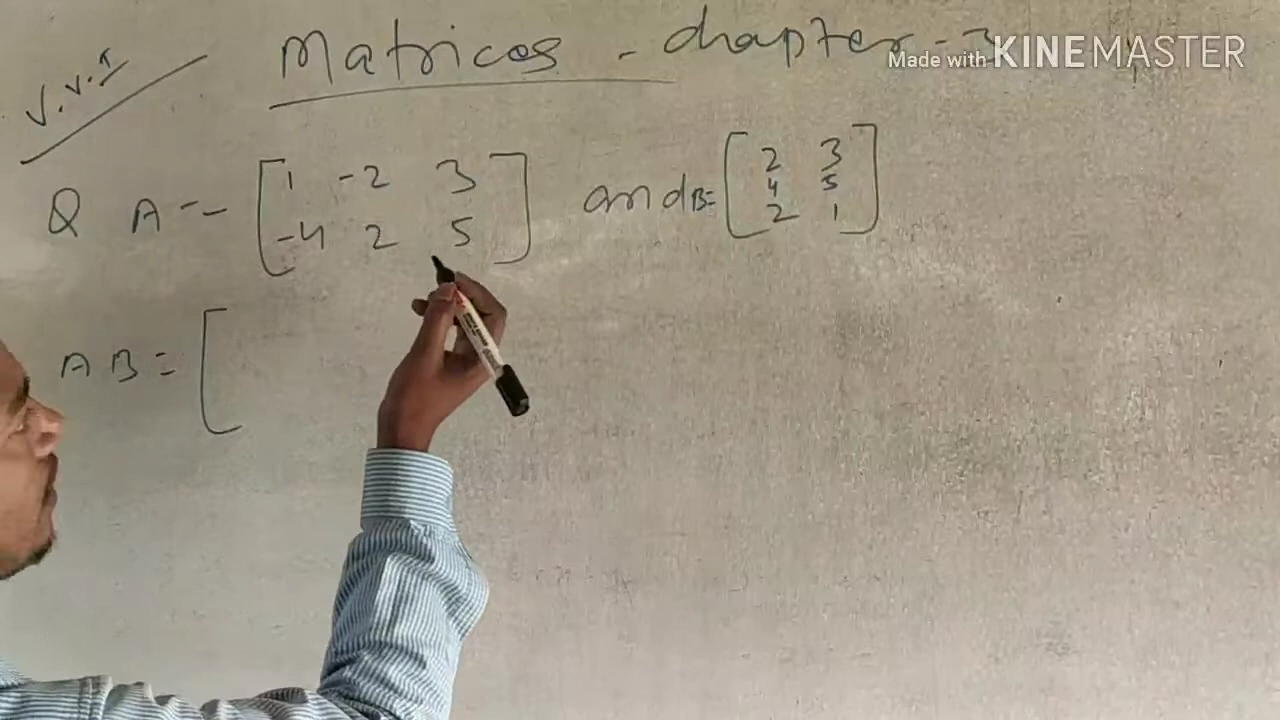 Matrices - chapter - 3
Made with KINEMASTER
V.V.I
Q A = [ 1 -2 3 and B = [ 2 3
4 5
-4 2 5 ] 2 1 ]
AB = [